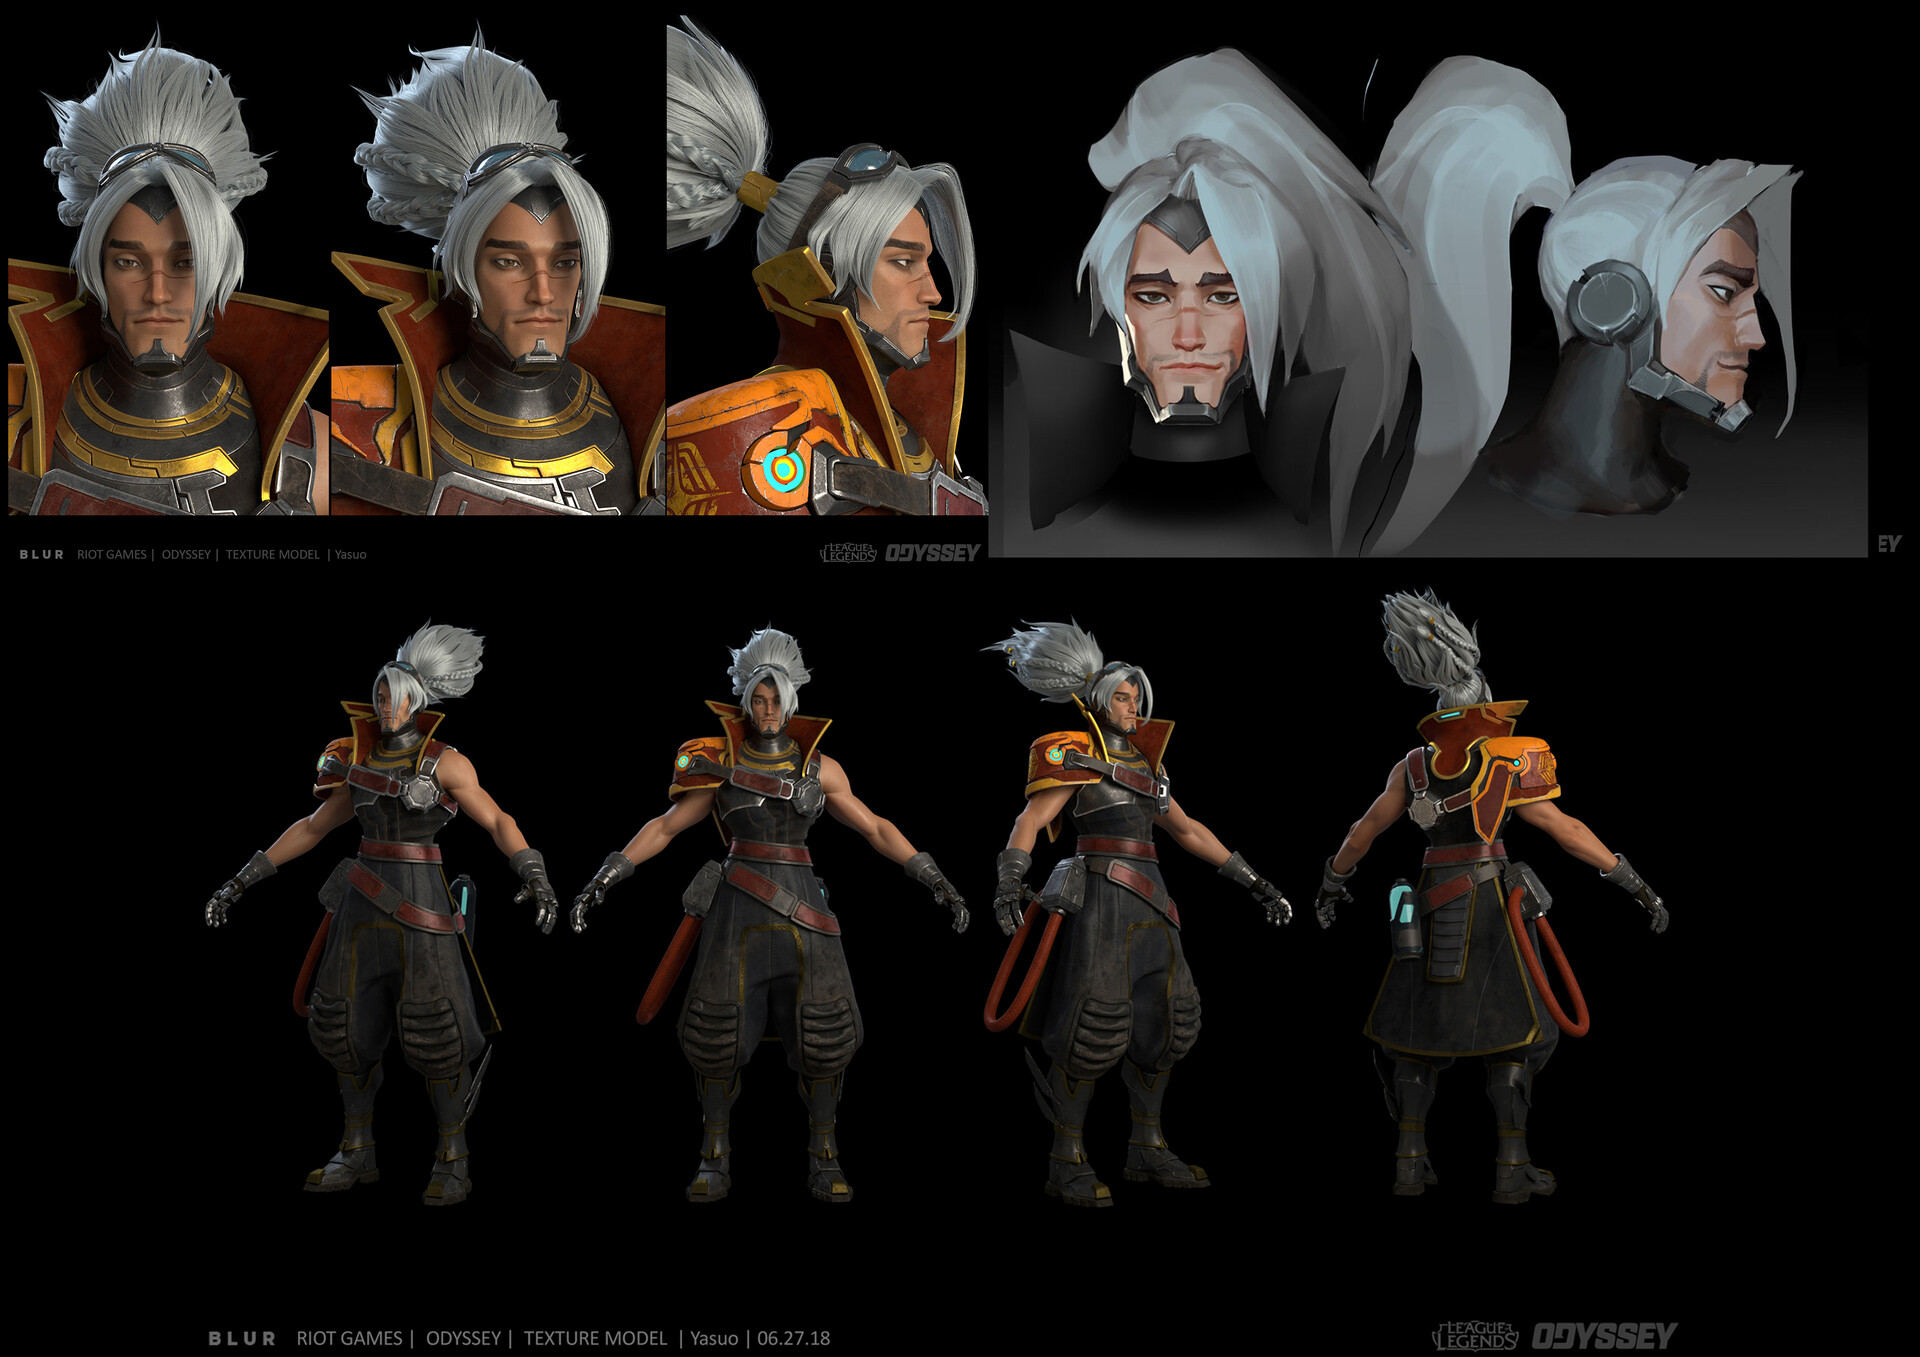 BLUR RIOT GAMES | ODYSSEY | TEXTURE MODEL | Yasuo
LEAGUE OF LEGENDS ODYSSEY
EY
BLUR RIOT GAMES | ODYSSEY | TEXTURE MODEL | Yasuo | 06.27.18
LEAGUE OF LEGENDS ODYSSEY